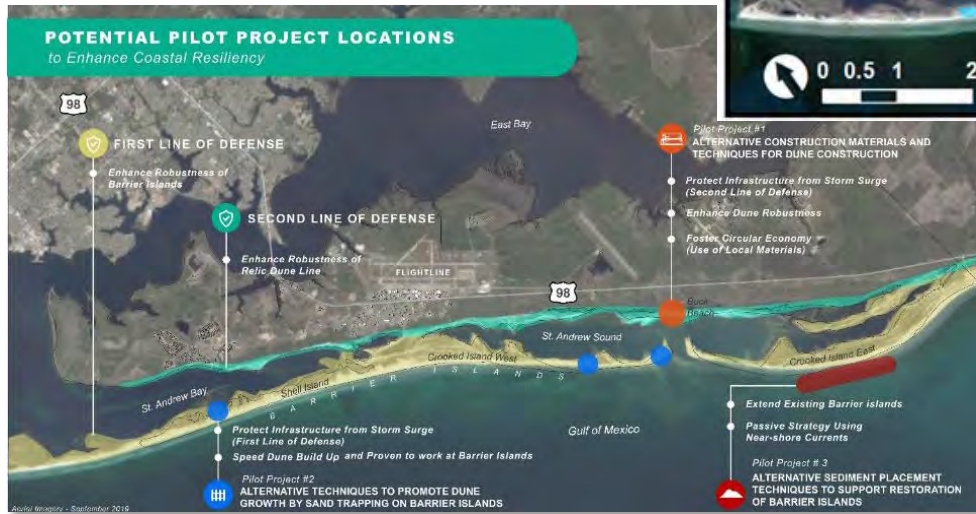 POTENTIAL PILOT PROJECT LOCATIONS
to Enhance Coastal Resiliency
0 0.5 1 2
98
FIRST LINE OF DEFENSE
Enhance Robustness of
Barrier Islands
East Bay
Pilot Project #1
ALTERNATIVE CONSTRUCTION MATERIALS AND
TECHNIQUES FOR DUNE CONSTRUCTION
Protect Infrastructure from Storm Surge
(Second Line of Defense)
Enhance Dune Robustness
Foster Circular Economy
(Use of Local Materials)
SECOND LINE OF DEFENSE
Enhance Robustness of
Relic Dune Line
FLIGHTLINE
98
Buck
Beach
St. Andrew Sound
Crooked Island West
Crooked Island East
Shell Island
St. Andrew Bay
BARRIER ISLANDS
Gulf of Mexico
Protect Infrastructure from Storm Surge
(First Line of Defense)
Speed Dune Build Up and Proven to work at Barrier Islands
Pilot Project #2
ALTERNATIVE TECHNIQUES TO PROMOTE DUNE
GROWTH BY SAND TRAPPING ON BARRIER ISLANDS
Extend Existing Barrier islands
Passive Strategy Using
Near-shore Currents
Pilot Project # 3
ALTERNATIVE SEDIMENT PLACEMENT
TECHNIQUES TO SUPPORT RESTORATION
OF BARRIER ISLANDS
Aerial Imagery - September 2019